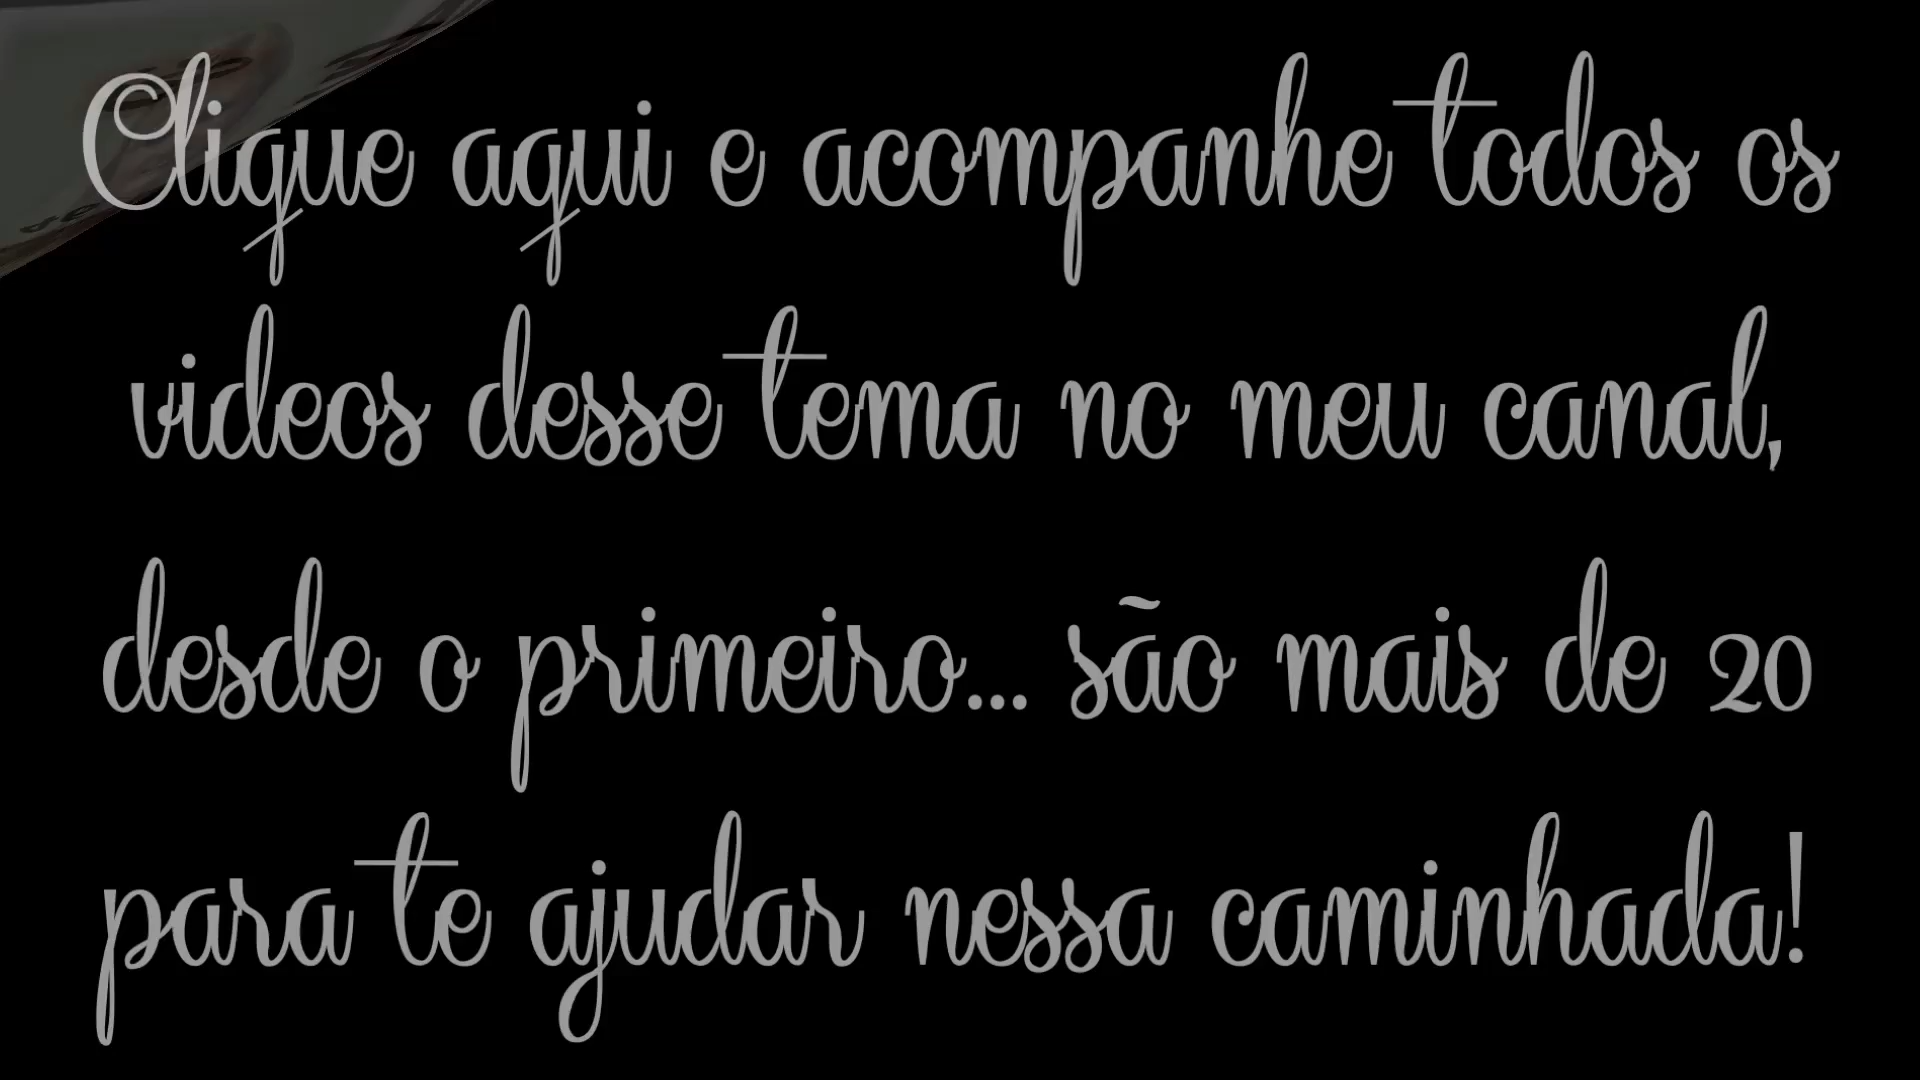 Clique aqui e acompanhe todos os
videos desse tema no meu canal,
desde o primeiro... são mais de 20
para te ajudar nessa caminhada!